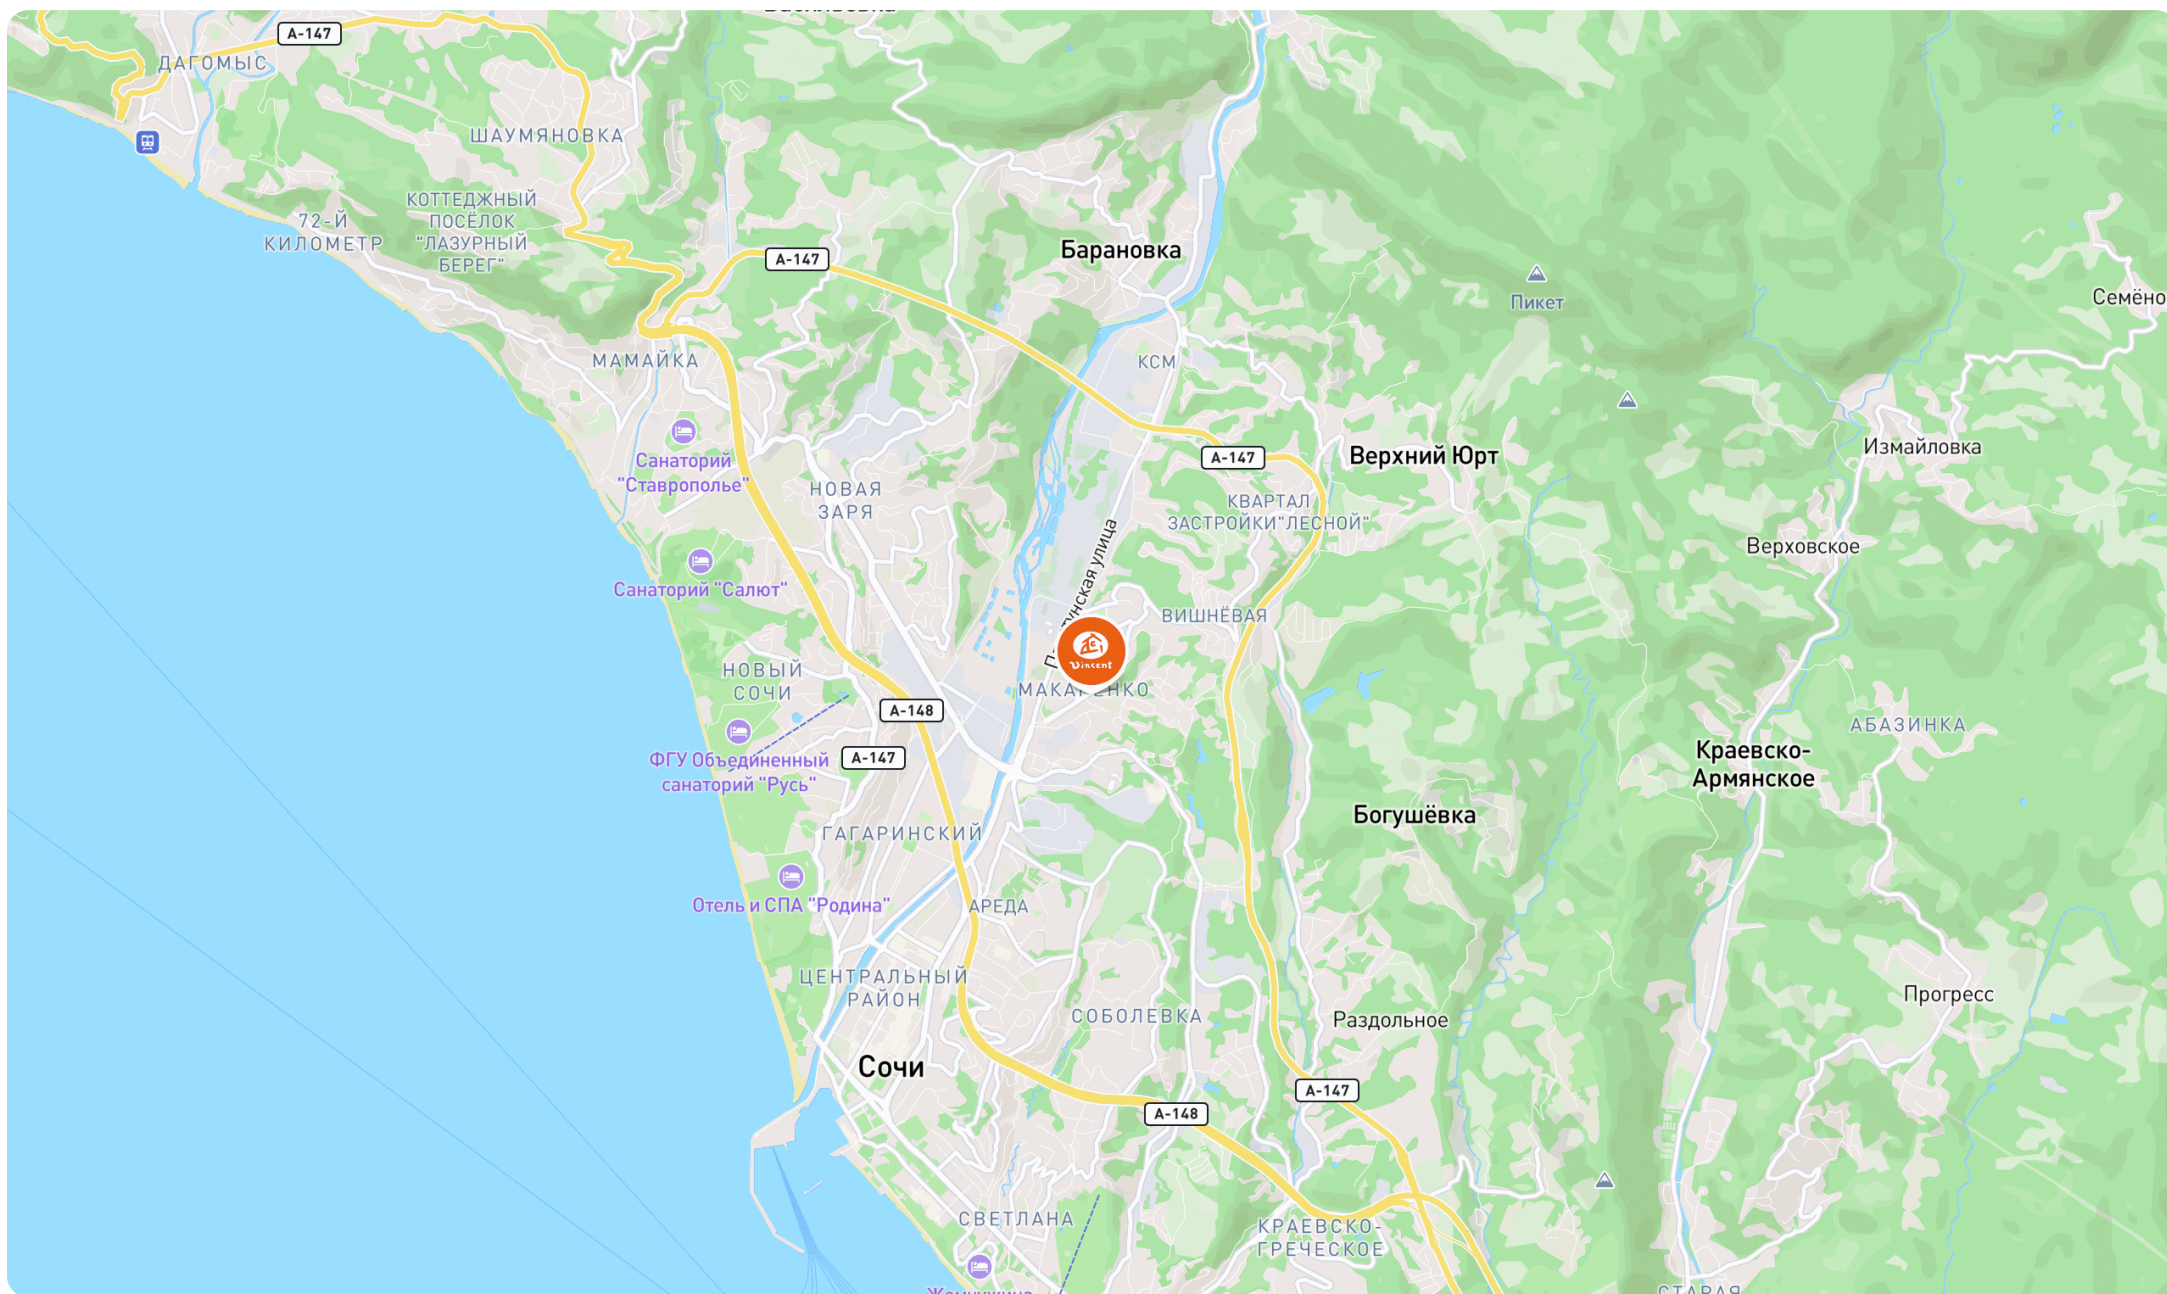 А-147
ДАГОМЫС
ШАУМЯНОВКА
КОТТЕДЖНЫЙ
ПОСЁЛОК
"ЛАЗУРНЫЙ
БЕРЕГ"
72-Й
КИЛОМЕТР
А-147
Барановка
Пикет
Семёно
МАМАЙКА
КСМ
Санаторий
"Ставрополье"
НОВАЯ
ЗАРЯ
А-147
Верхний Юрт
Измайловка
КВАРТАЛ
ЗАСТРОЙКИ"ЛЕСНОЙ"
Верховское
Санаторий "Салют"
улица
ВИШНЁВАЯ
Vincent
МАКАРЕНКО
НОВЫЙ
СОЧИ
А-148
А-147
ФГУ Объединенный
санаторий "Русь"
АБАЗИНКА
Краевско-
Армянское
Богушёвка
ГАГАРИНСКИЙ
Отель и СПА "Родина"
АРЕДА
ЦЕНТРАЛЬНЫЙ
РАЙОН
СОБОЛЕВКА
Раздольное
Прогресс
Сочи
А-147
А-148
СВЕТЛАНА
КРАЕВСКО-
ГРЕЧЕСКОЕ
СТАРАЯ